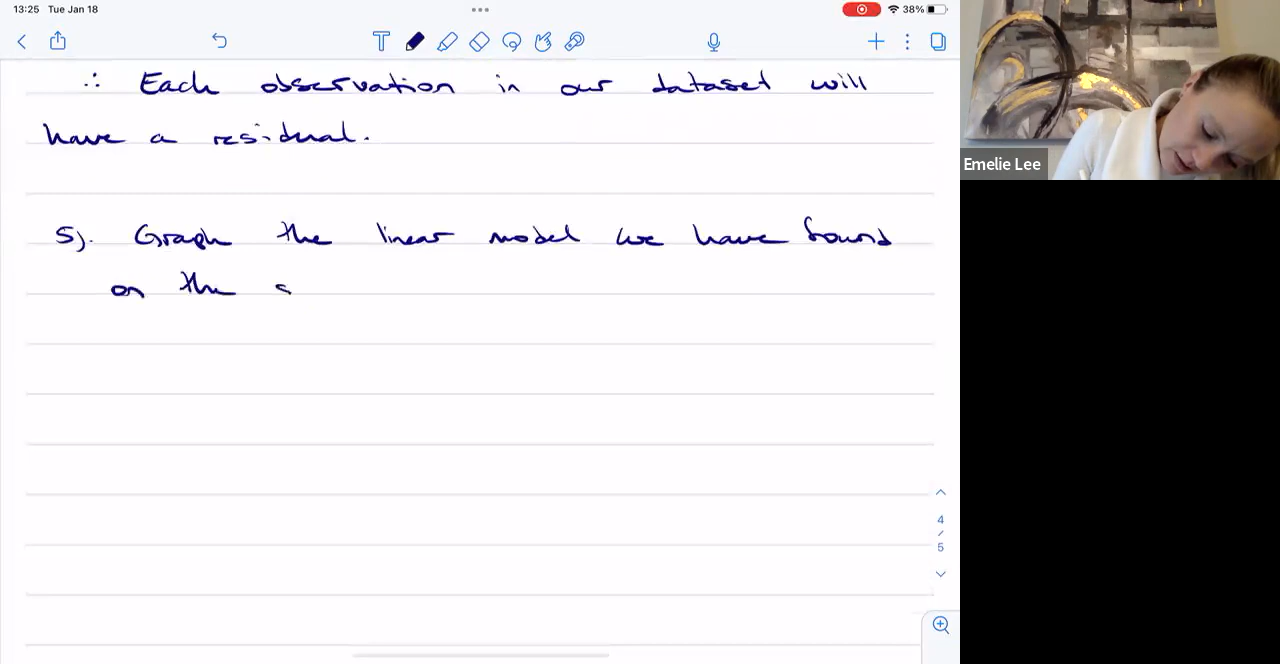 13:25 Tue Jan 18
38%
∴ Each observation in our dataset will
have a residual.
5). Graph the linear model we have found
on the
4
/
5
Emelie Lee